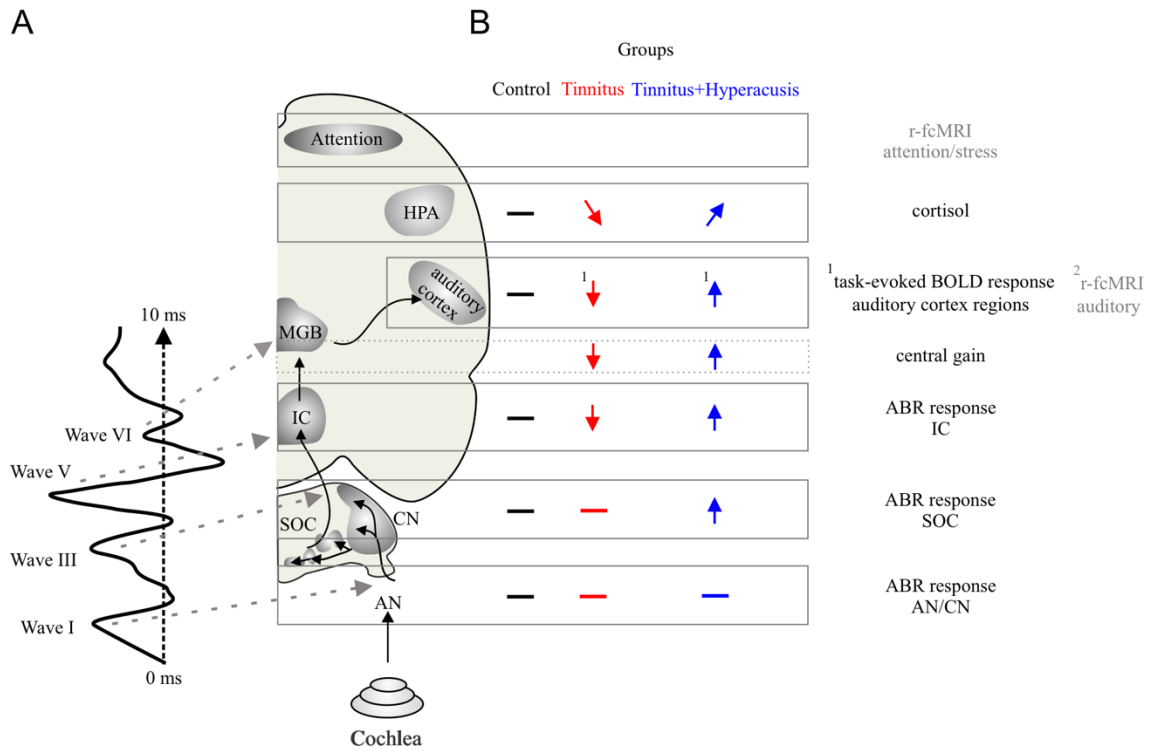 A
B
Groups
Control Tinnitus Tinnitus+Hyperacusis
Attention
r-fcMRI
attention/stress
HPA
cortisol
auditory
cortex
1
1
1task-evoked BOLD response
auditory cortex regions
2r-fcMRI
auditory
10 ms
MGB
central gain
IC
ABR response
IC
Wave VI
Wave V
SOC
CN
ABR response
SOC
Wave III
AN
ABR response
AN/CN
Wave I
0 ms
Cochlea